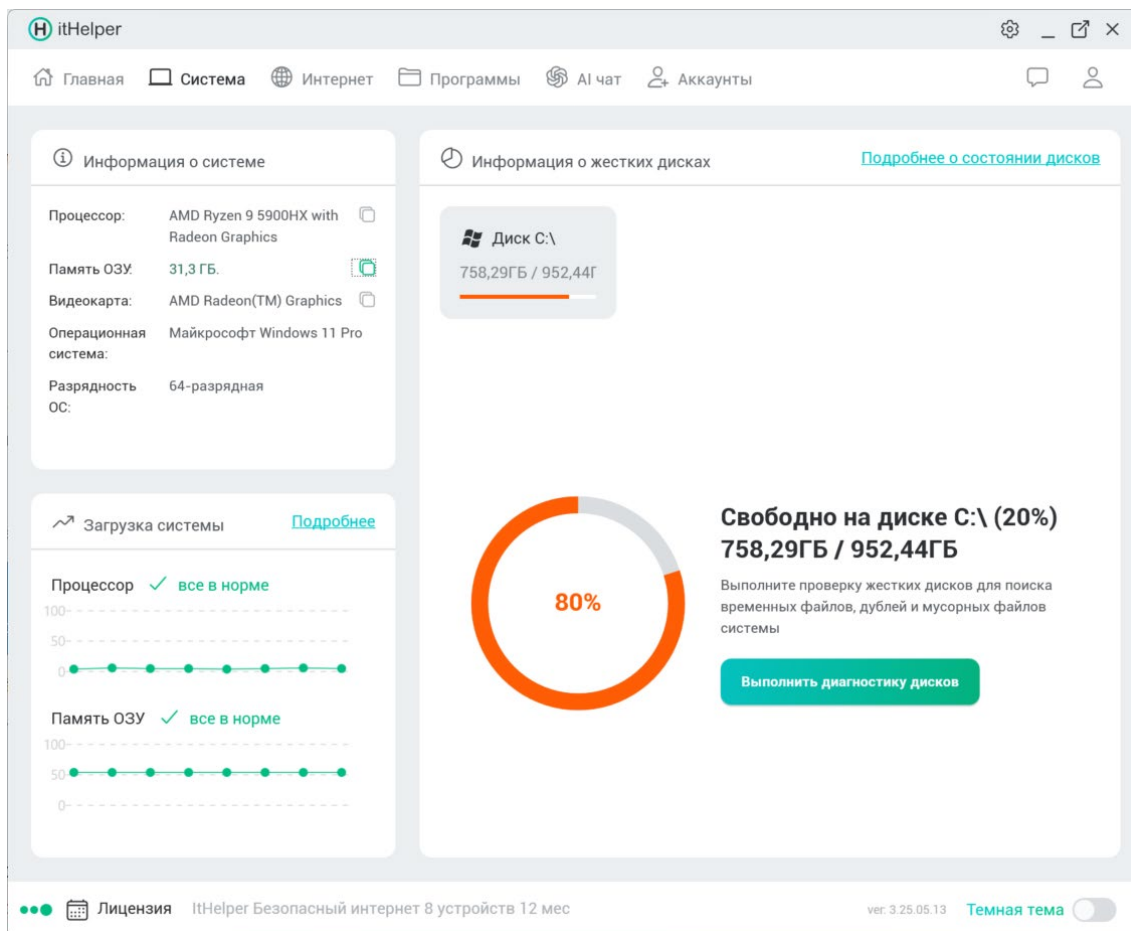 itHelper
Главная Система Интернет Программы AI чат Аккаунты
Информация о системе
Процессор: AMD Ryzen 9 5900HX with
Radeon Graphics
Память ОЗУ: 31,3 ГБ.
Видеокарта: AMD Radeon(TM) Graphics
Операционная Майкрософт Windows 11 Pro
система:
Разрядность 64-разрядная
ОС:
Загрузка системы Подробнее
Процессор все в норме
100
50
0
Память ОЗУ все в норме
100
50
0
Информация о жестких дисках Подробнее о состоянии дисков
Диск C:\
758,29ГБ / 952,44Г
80%
Свободно на диске C:\ (20%)
758,29ГБ / 952,44ГБ
Выполните проверку жестких дисков для поиска
временных файлов, дублей и мусорных файлов
системы
Выполнить диагностику дисков
Лицензия ItHelper Безопасный интернет 8 устройств 12 мес ver: 3.25.05.13 Темная тема